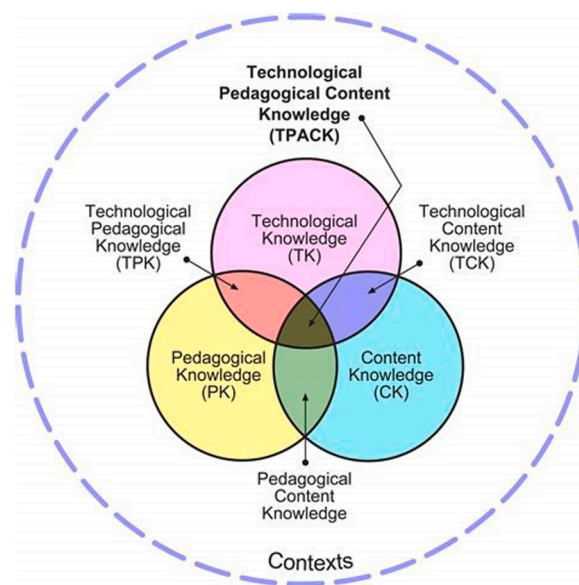 Technological
Pedagogical Content
Knowledge
(TPACK)
Technological
Pedagogical
Knowledge
(TPK)
Technological
Knowledge
(TK)
Technological
Content
Knowledge
(TCK)
Pedagogical
Knowledge
(PK)
Content
Knowledge
(CK)
Pedagogical
Content
Knowledge
Contexts